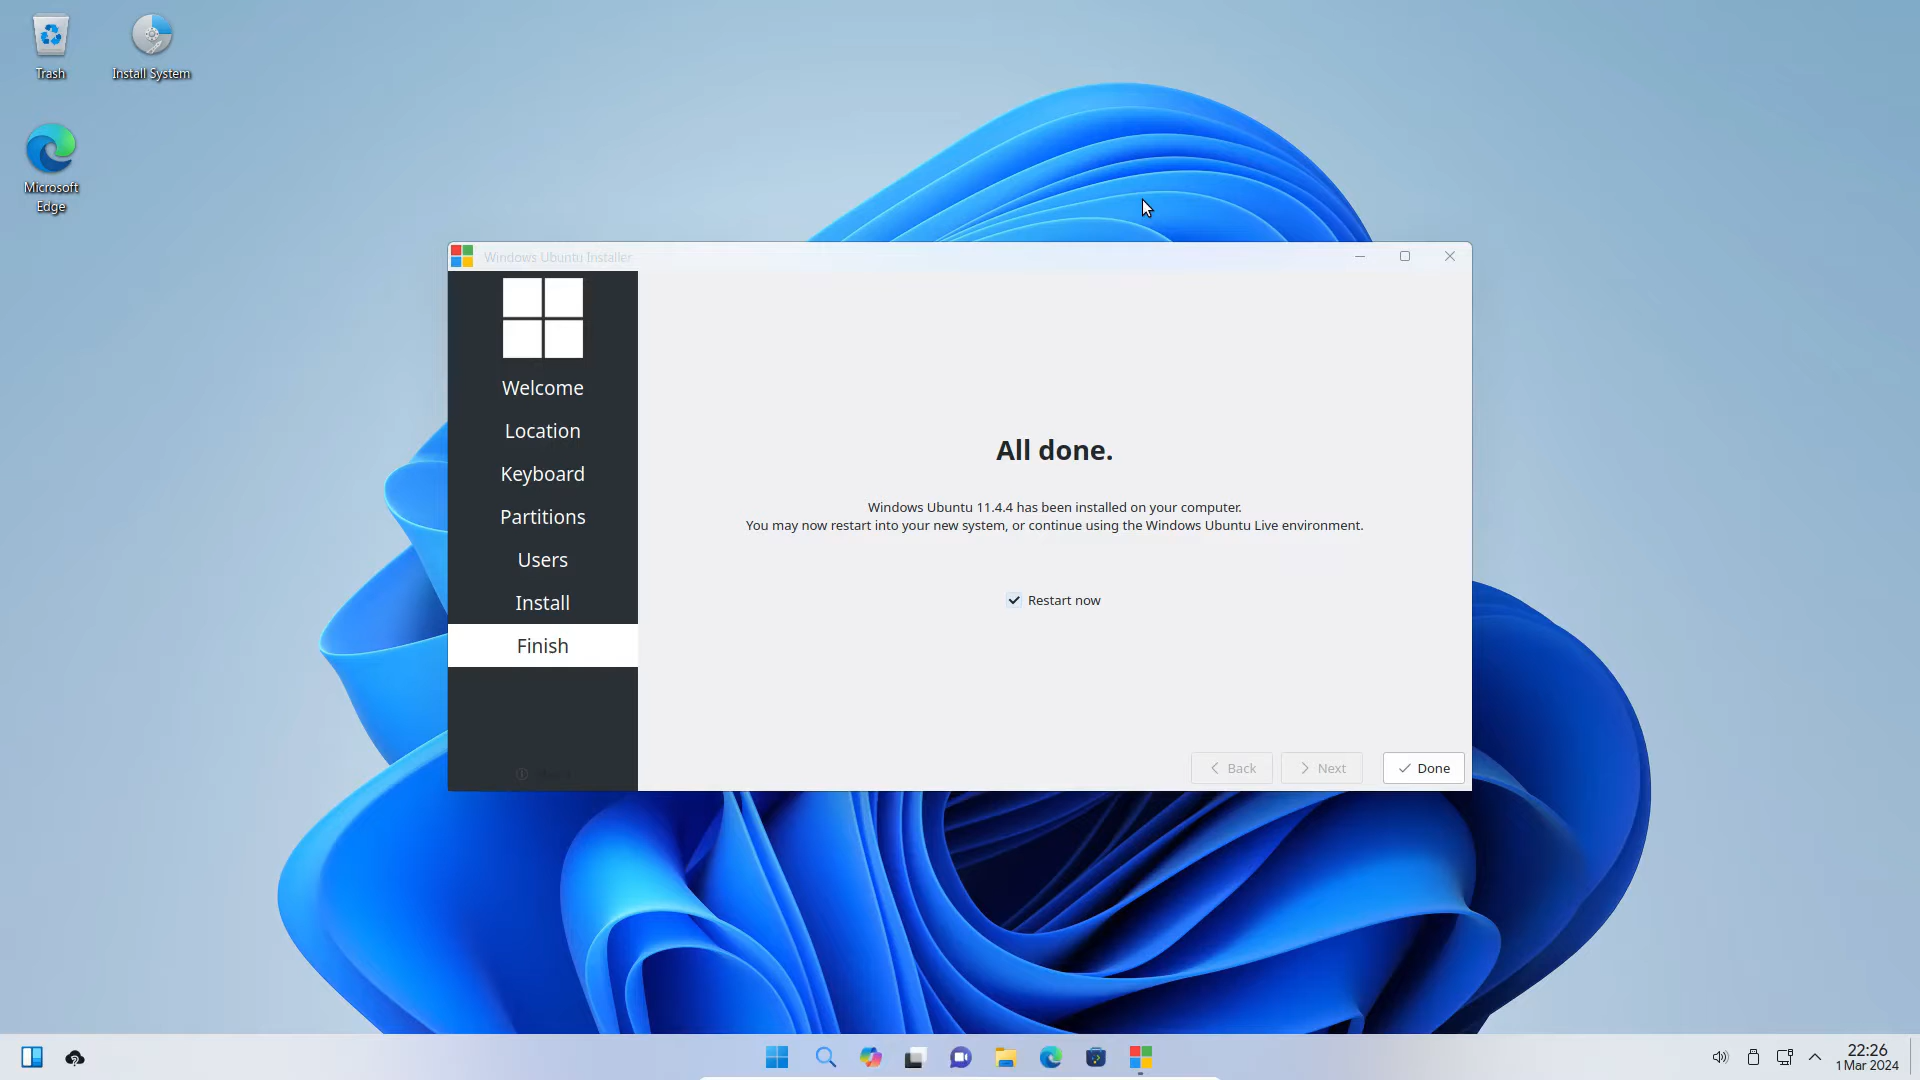 Trash
Install System
Microsoft
Edge
Windows Ubuntu Installer
Welcome
Location
Keyboard
Partitions
Users
Install
Finish
All done.
Windows Ubuntu 11.4.4 has been installed on your computer.
You may now restart into your new system, or continue using the Windows Ubuntu Live environment.
Restart now
Back
Next
Done
22:26
1 Mar 2024